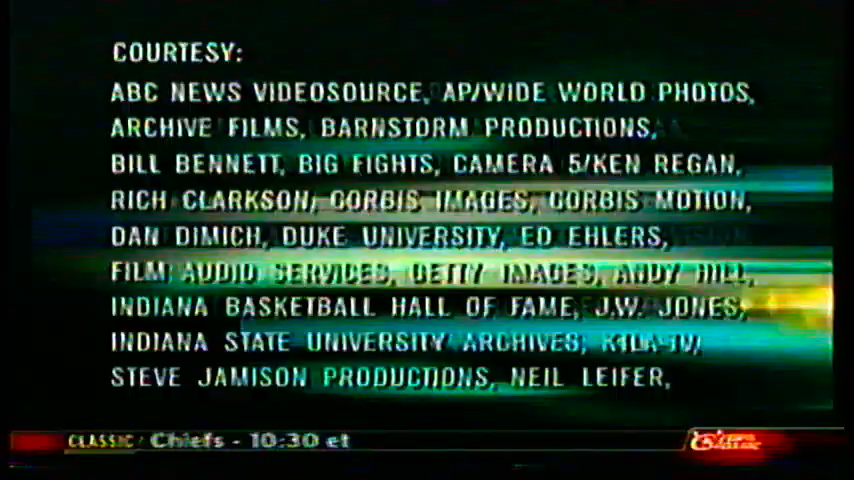 COURTESY:
ABC NEWS VIDEOSOURCE, AP/WIDE WORLD PHOTOS,
ARCHIVE FILMS, BARNSTORM PRODUCTIONS,
BILL BENNETT, BIG FIGHTS, CAMERA 5/KEN REGAN,
RICH CLARKSON, CORBIS IMAGES, CORBIS MOTION,
DAN DIMICH, DUKE UNIVERSITY, ED EHLERS,
FILM AUDIO SERVICES, GETTY IMAGES, ANDY HILL,
INDIANA BASKETBALL HALL OF FAME, J.W. JONES,
INDIANA STATE UNIVERSITY ARCHIVES, KTLA-TV,
STEVE JAMISON PRODUCTIONS, NEIL LEIFER,
CLASSIC/ Chiefs - 10:30 et